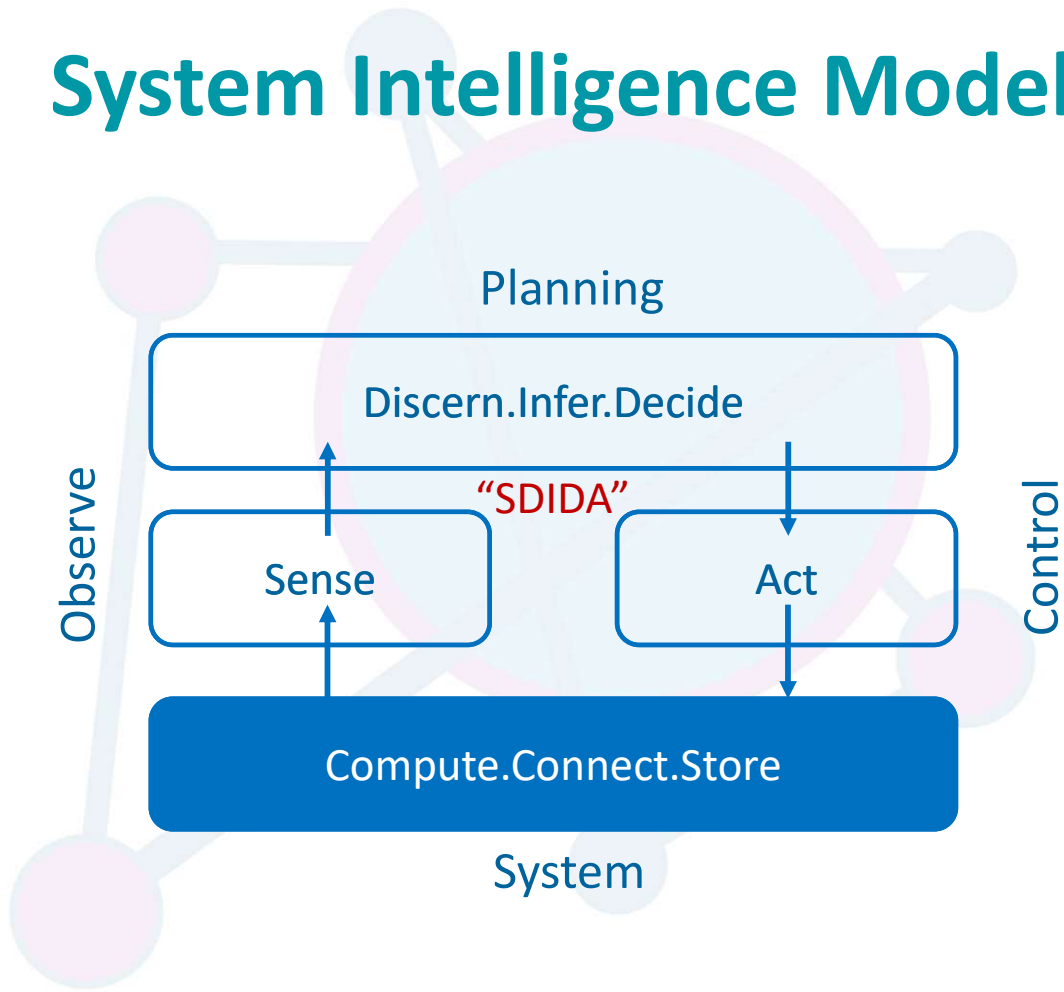 System Intelligence Model
Planning
Discern.Infer.Decide
“SDIDA”
Observe
Sense
Act
Control
Compute.Connect.Store
System